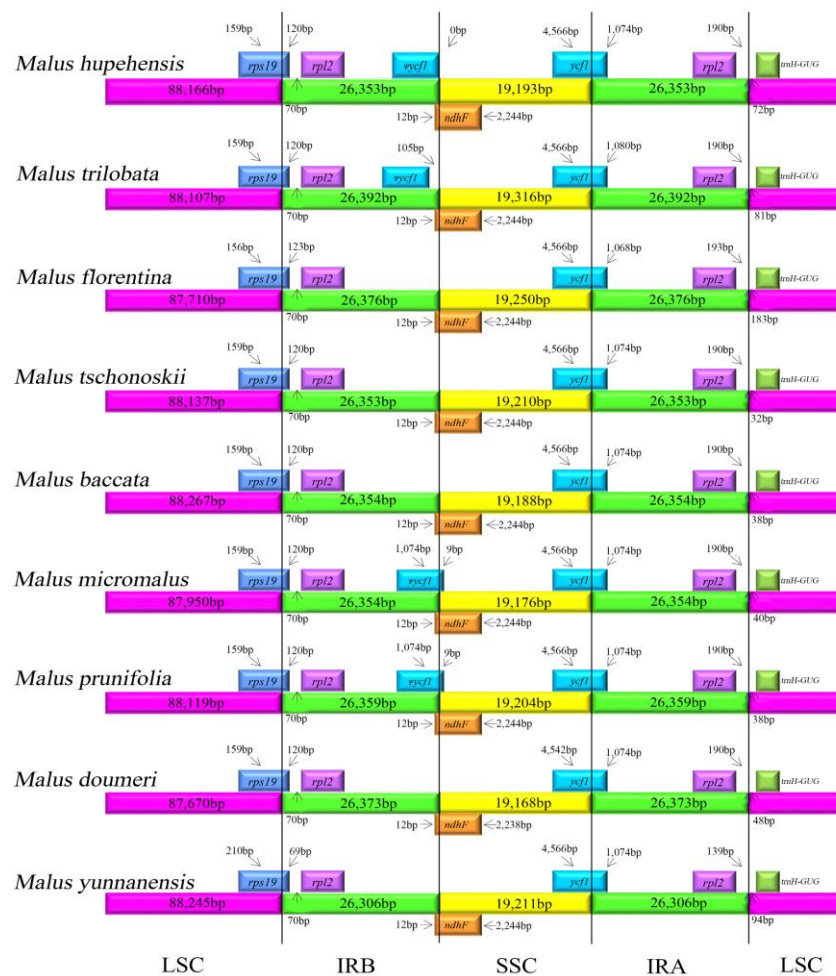 159bp 120bp 0bp 4,566bp 1,074bp 190bp
Malus hupehensis rps19 rpl2 ψycf1 ycf1 rpl2 trnH-GUG
88,166bp 26,353bp 19,193bp 26,353bp
70bp 12bp ndhF 2,244bp 72bp
159bp 120bp 105bp 4,566bp 1,080bp 190bp
Malus trilobata rps19 rpl2 ψycf1 ycf1 rpl2 trnH-GUG
88,107bp 26,392bp 19,316bp 26,392bp
70bp 12bp ndhF 2,244bp 81bp
156bp 123bp 4,566bp 1,068bp 193bp
Malus florentina rps19 rpl2 ycf1 rpl2 trnH-GUG
87,710bp 26,376bp 19,250bp 26,376bp
70bp 12bp ndhF 2,244bp 183bp
159bp 120bp 4,566bp 1,074bp 190bp
Malus tschonoskii rps19 rpl2 ycf1 rpl2 trnH-GUG
88,137bp 26,353bp 19,210bp 26,353bp
70bp 12bp ndhF 2,244bp 32bp
159bp 120bp 4,566bp 1,074bp 190bp
Malus baccata rps19 rpl2 ycf1 rpl2 trnH-GUG
88,267bp 26,354bp 19,188bp 26,354bp
70bp 12bp ndhF 2,244bp 38bp
159bp 120bp 1,074bp 9bp 4,566bp 1,074bp 190bp
Malus micromalus rps19 rpl2 ψycf1 ycf1 rpl2 trnH-GUG
87,950bp 26,354bp 19,176bp 26,354bp
70bp 12bp ndhF 2,244bp 40bp
159bp 120bp 1,074bp 9bp 4,566bp 1,074bp 190bp
Malus prunifolia rps19 rpl2 ψycf1 ycf1 rpl2 trnH-GUG
88,119bp 26,359bp 19,204bp 26,359bp
70bp 12bp ndhF 2,244bp 38bp
159bp 120bp 4,542bp 1,074bp 190bp
Malus doumeri rps19 rpl2 ycf1 rpl2 trnH-GUG
87,670bp 26,373bp 19,168bp 26,373bp
70bp 12bp ndhF 2,238bp 48bp
210bp 69bp 4,566bp 1,074bp 139bp
Malus yunnanensis rps19 rpl2 ycf1 rpl2 trnH-GUG
88,245bp 26,306bp 19,211bp 26,306bp
70bp 12bp ndhF 2,244bp 94bp
LSC IRB SSC IRA LSC